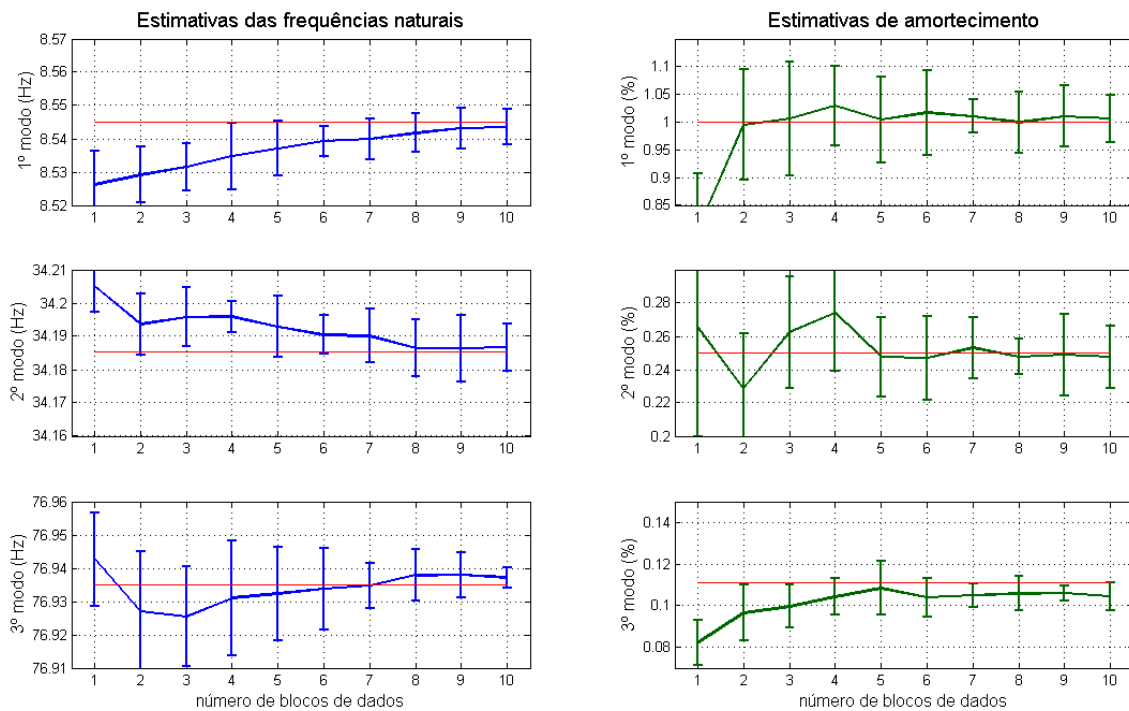 Estimativas das frequências naturais
8.57
8.56
8.55
8.54
8.53
8.52
1º modo (Hz)
1 2 3 4 5 6 7 8 9 10
34.21
34.2
34.19
34.18
34.17
34.16
2º modo (Hz)
1 2 3 4 5 6 7 8 9 10
76.96
76.95
76.94
76.93
76.92
76.91
3º modo (Hz)
1 2 3 4 5 6 7 8 9 10
número de blocos de dados
Estimativas de amortecimento
1.1
1.05
1
0.95
0.9
0.85
1º modo (%)
1 2 3 4 5 6 7 8 9 10
0.28
0.26
0.24
0.22
0.2
2º modo (%)
1 2 3 4 5 6 7 8 9 10
0.14
0.12
0.1
0.08
3º modo (%)
1 2 3 4 5 6 7 8 9 10
número de blocos de dados